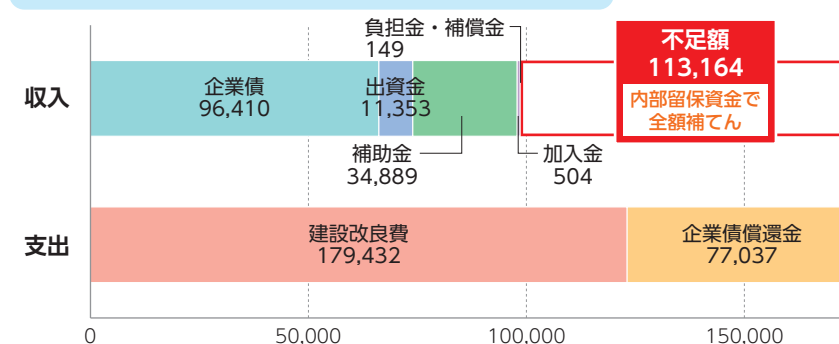 負担金・補償金
149
不足額
113,164
内部留保資金で
全額補てん
収入
企業債
96,410
出資金
11,353
補助金
34,889
加入金
504
支出
建設改良費
179,432
企業債償還金
77,037
0
50,000
100,000
150,000